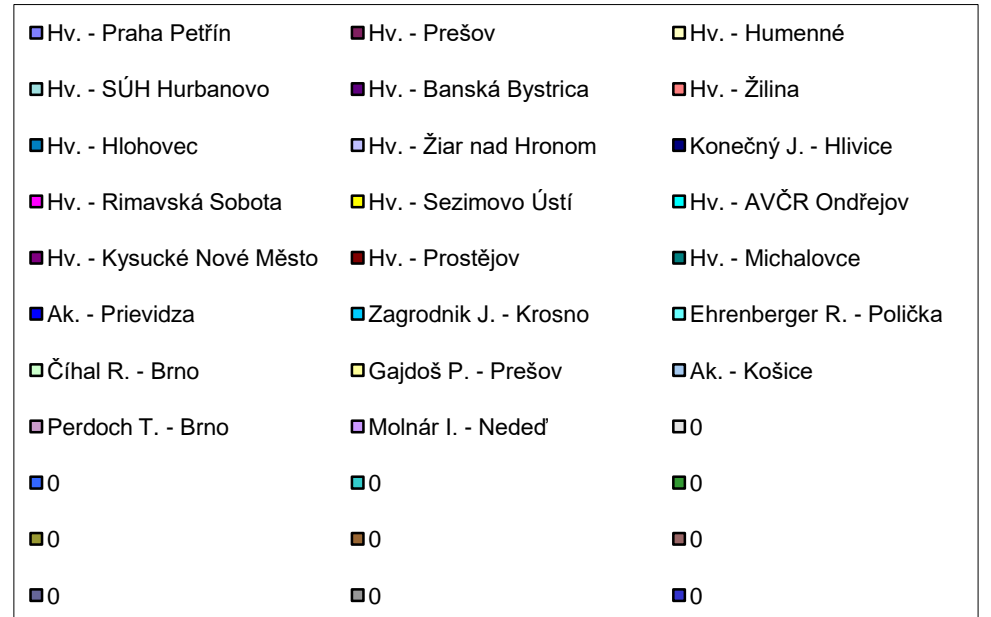 Hv. - Praha Petřín Hv. - Prešov Hv. - Humenné
Hv. - SÚH Hurbanovo Hv. - Banská Bystrica Hv. - Žilina
Hv. - Hlohovec Hv. - Žiar nad Hronom Konečný J. - Hlivice
Hv. - Rimavská Sobota Hv. - Sezimovo Ústí Hv. - AVČR Ondřejov
Hv. - Kysucké Nové Město Hv. - Prostějov Hv. - Michalovce
Ak. - Prievidza Zagrodnik J. - Krosno Ehrenberger R. - Polička
Číhal R. - Brno Gajdoš P. - Prešov Ak. - Košice
Perdoch T. - Brno Molnár I. - Nededď 0
0 0 0
0 0 0
0 0 0